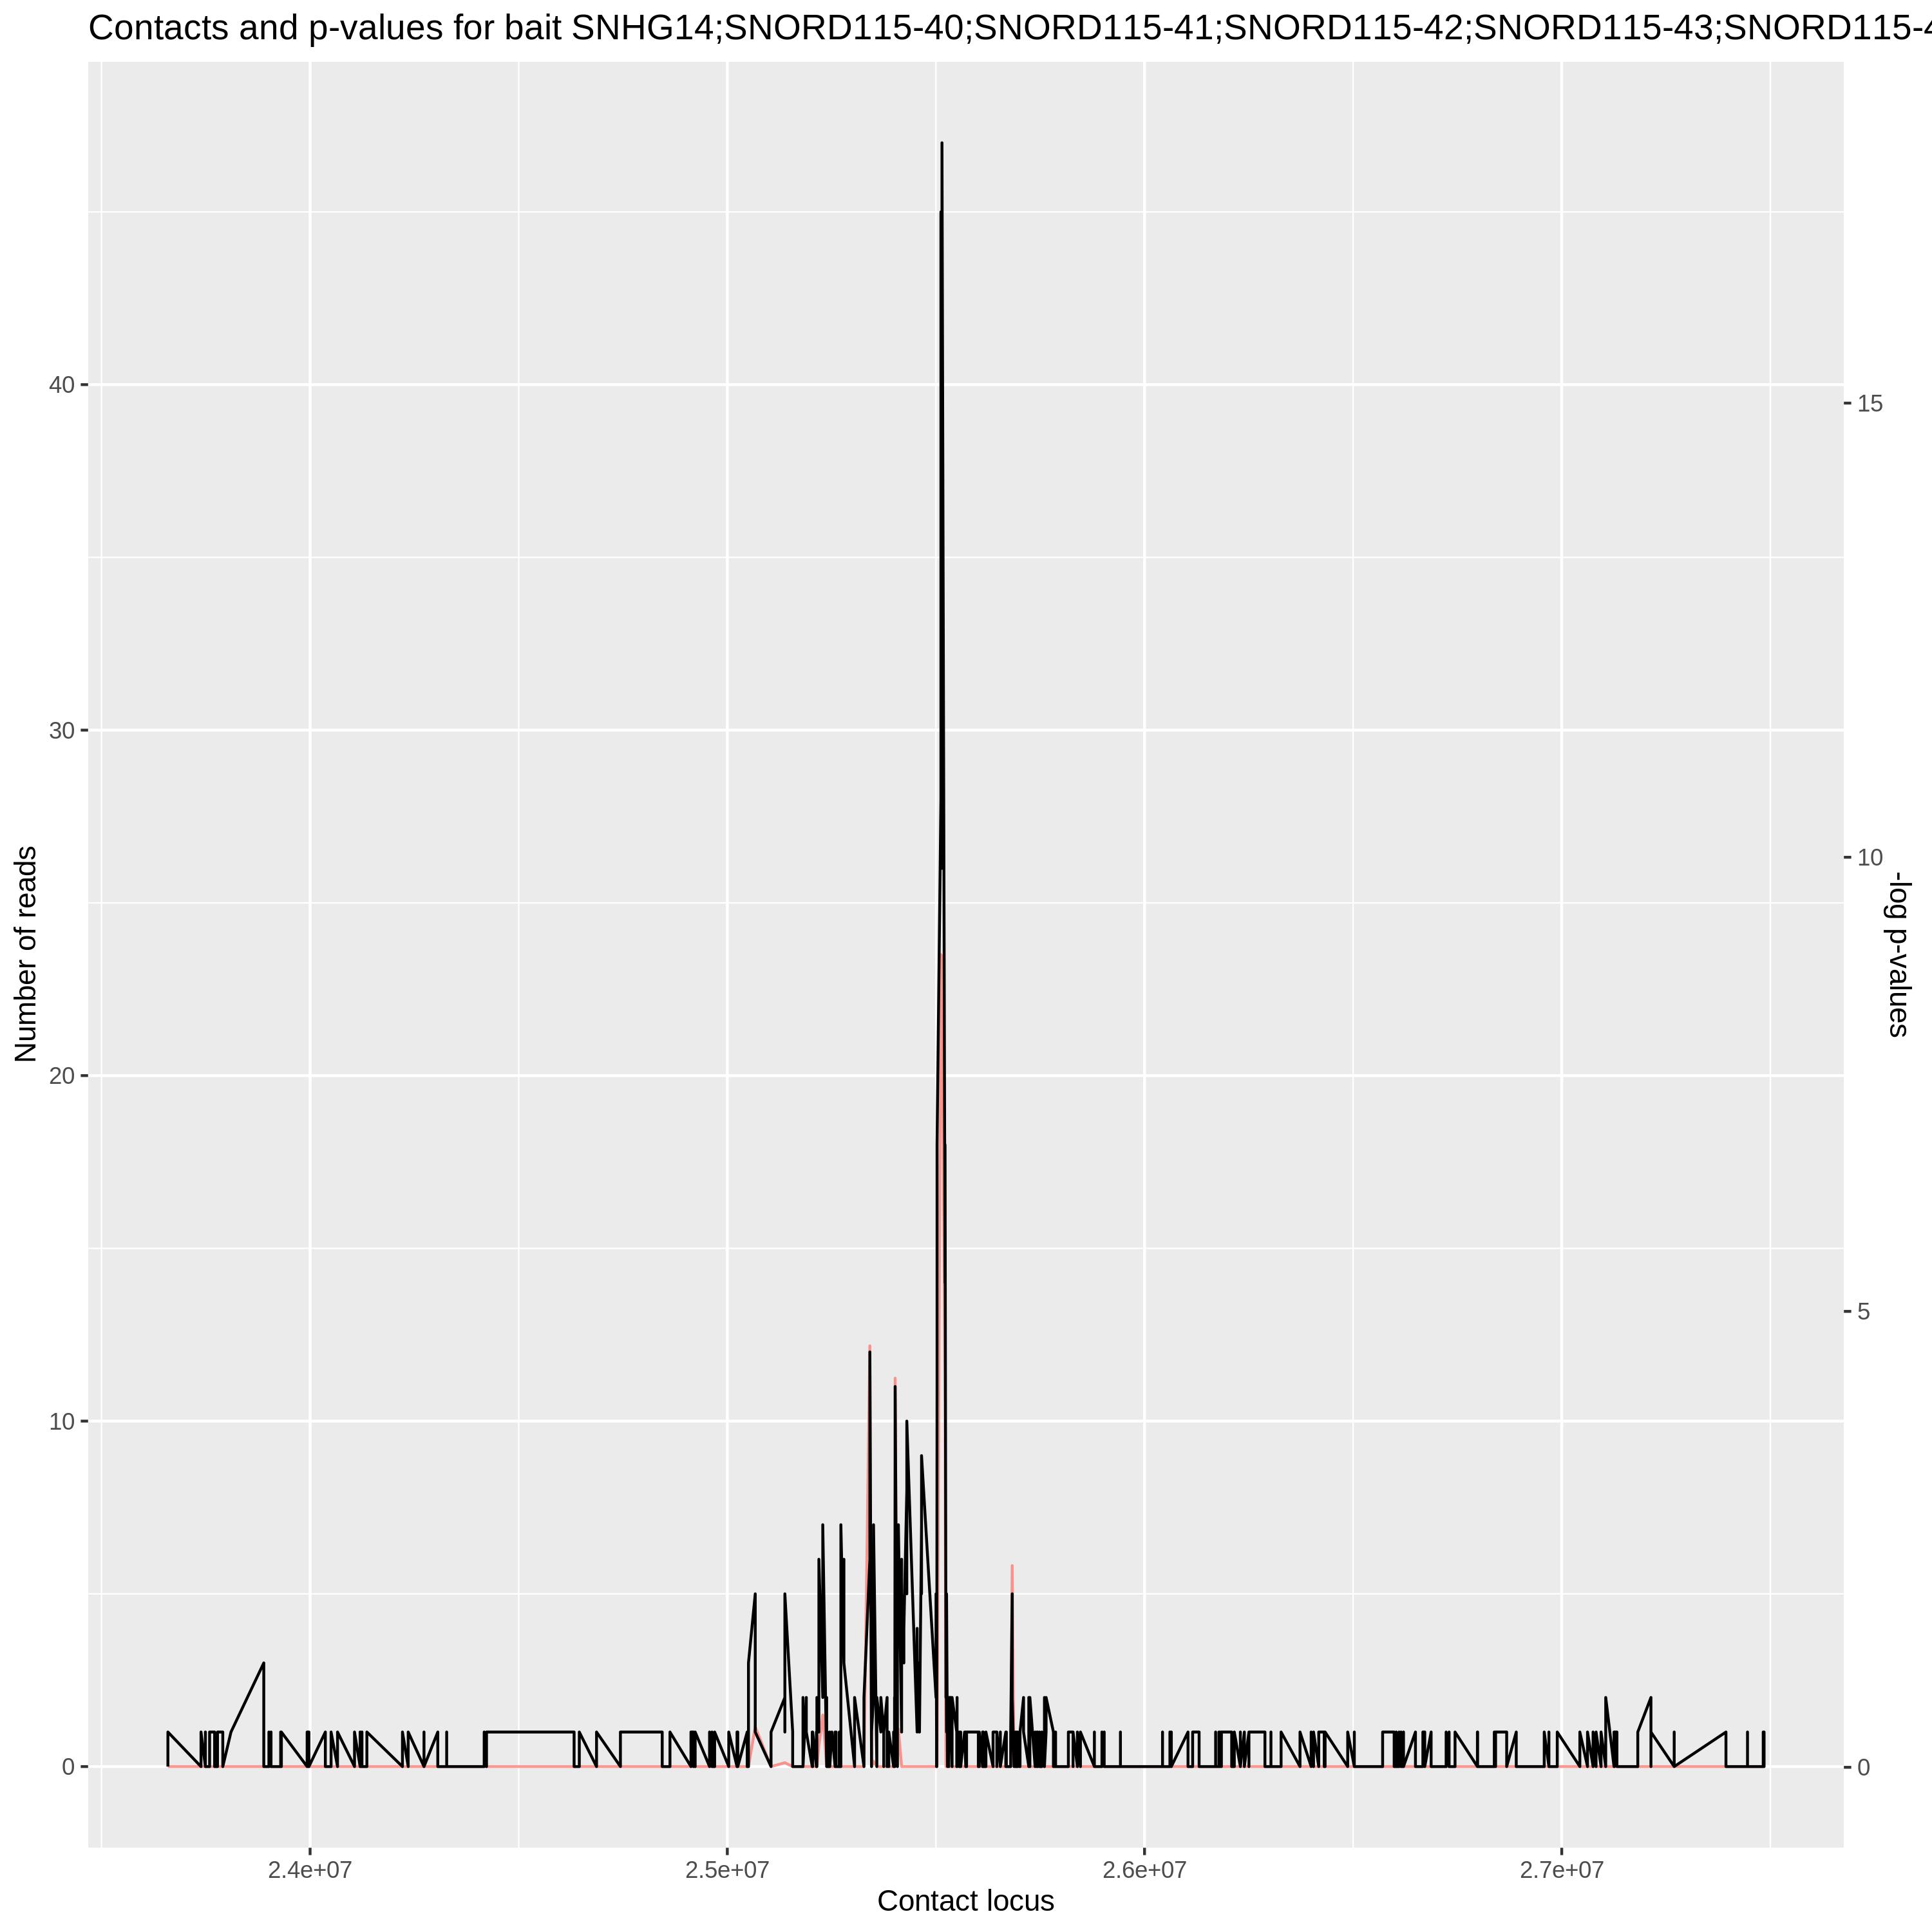 Contacts and p-values for bait SNHG14;SNORD115-40;SNORD115-41;SNORD115-42;SNORD115-43;SNORD115-4
40
30
20
10
0
Number of reads
15
10
5
0
-log p-values
2.4e+07 2.5e+07 2.6e+07 2.7e+07
Contact locus